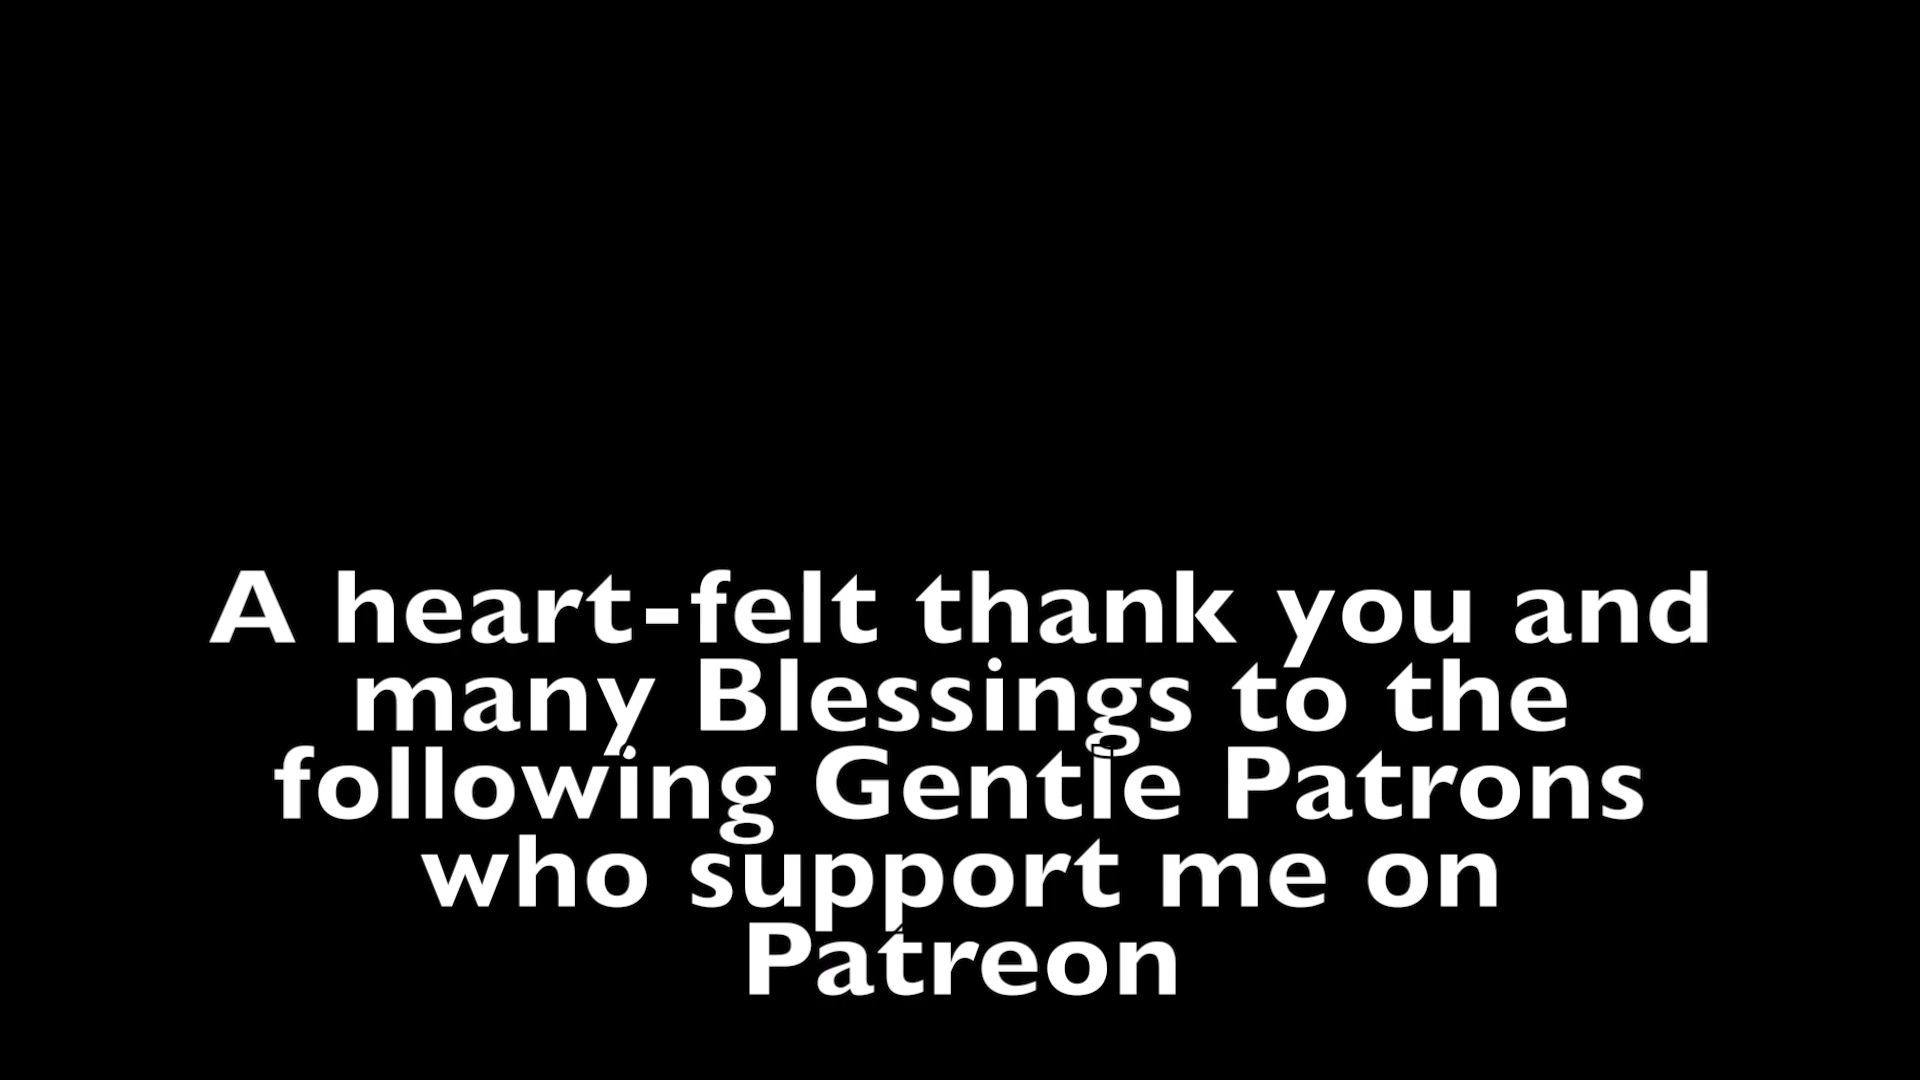 A heart-felt thank you and
many Blessings to the
following Gentle Patrons
who support me on
Patreon